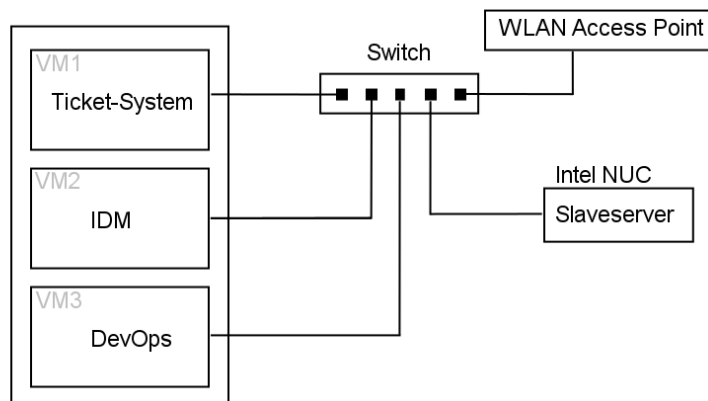 WLAN Access Point
Switch
VM1
Ticket-System
VM2
IDM
Intel NUC
Slaveserver
VM3
DevOps